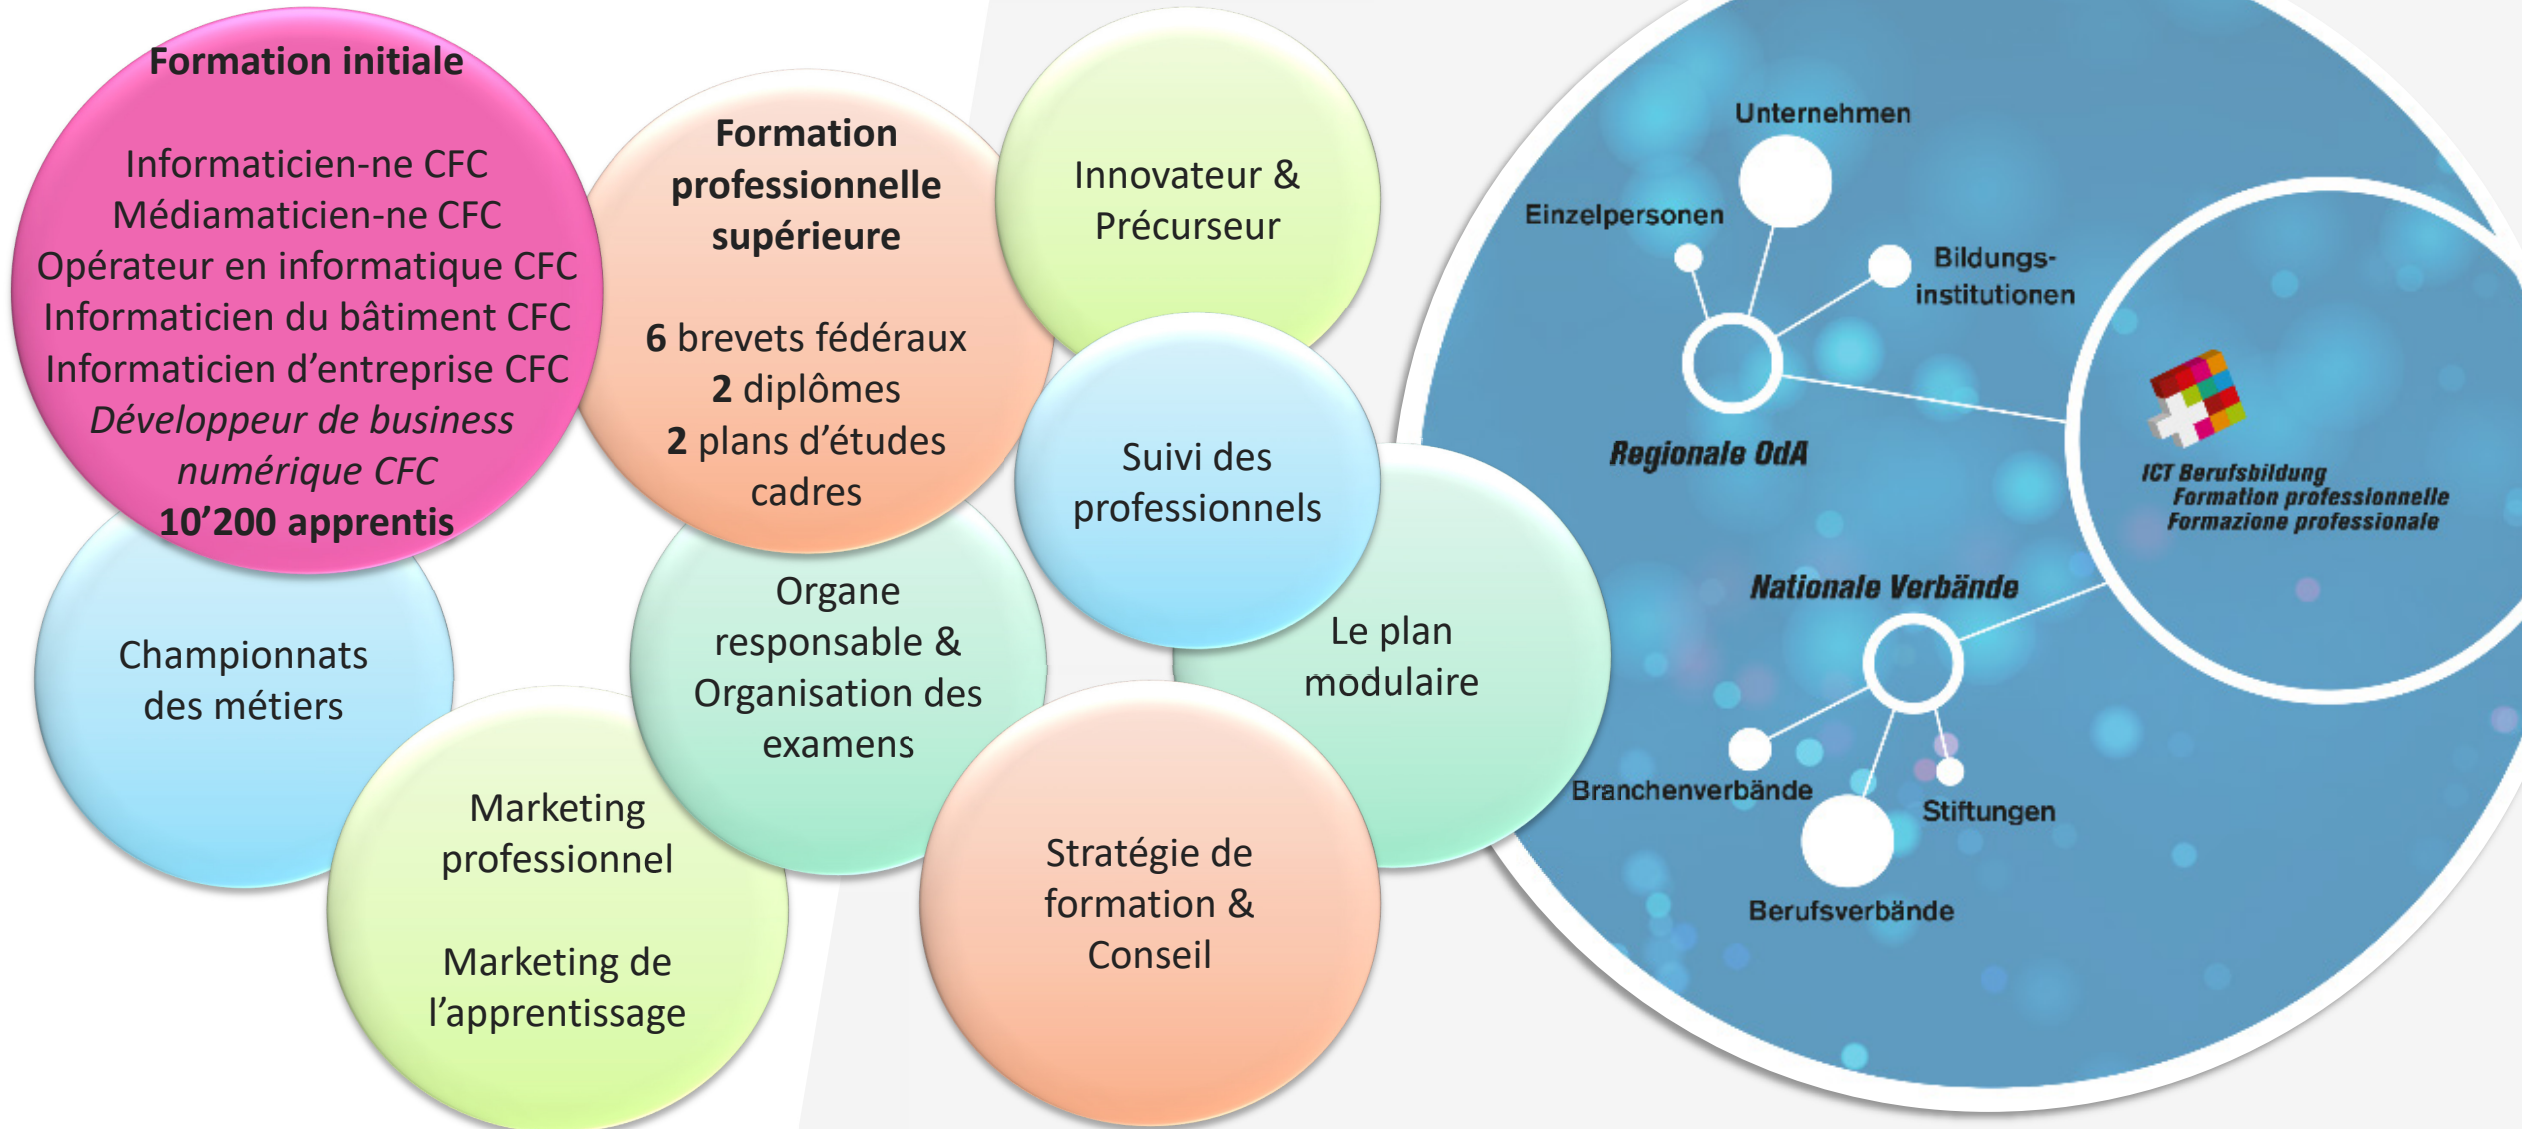 Formation initiale
Informaticien-ne CFC
Médiamaticien-ne CFC
Opérateur en informatique CFC
Informaticien du bâtiment CFC
Informaticien d’entreprise CFC
Développeur de business
numérique CFC
10’200 apprentis
Formation
professionnelle
supérieure
6 brevets fédéraux
2 diplômes
2 plans d’études
cadres
Innovateur &
Précurseur
Suivi des
professionnels
Championnats
des métiers
Organe
responsable &
Organisation des
examens
Le plan
modulaire
Marketing
professionnel
Marketing de
l’apprentissage
Stratégie de
formation &
Conseil
Unternehmen
Einzelpersonen
Bildungs-
institutionen
Regionale OdA
ICT Berufsbildung
Formation professionnelle
Formazione professionale
Nationale Verbände
Branchenverbände
Stiftungen
Berufsverbände